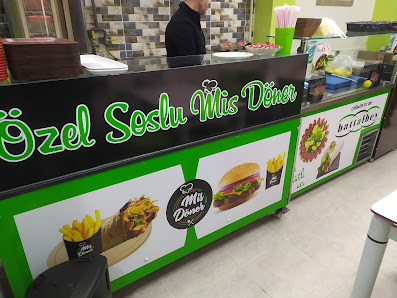 Özel Soslu Mis Döner
Mis
Döner
Mis
Döner
battalbey